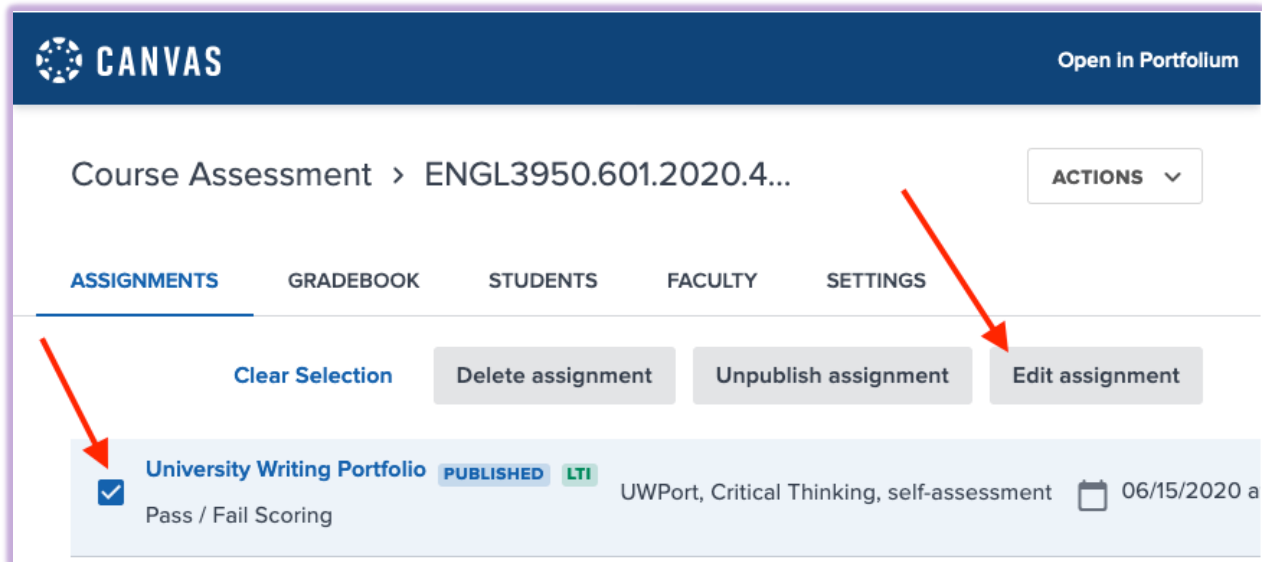 CANVAS Open in Portfolium
Course Assessment > ENGL3950.601.2020.4... ACTIONS
ASSIGNMENTS GRADEBOOK STUDENTS FACULTY SETTINGS
Clear Selection Delete assignment Unpublish assignment Edit assignment
University Writing Portfolio PUBLISHED LTI
UWPort, Critical Thinking, self-assessment 06/15/2020 a
Pass / Fail Scoring